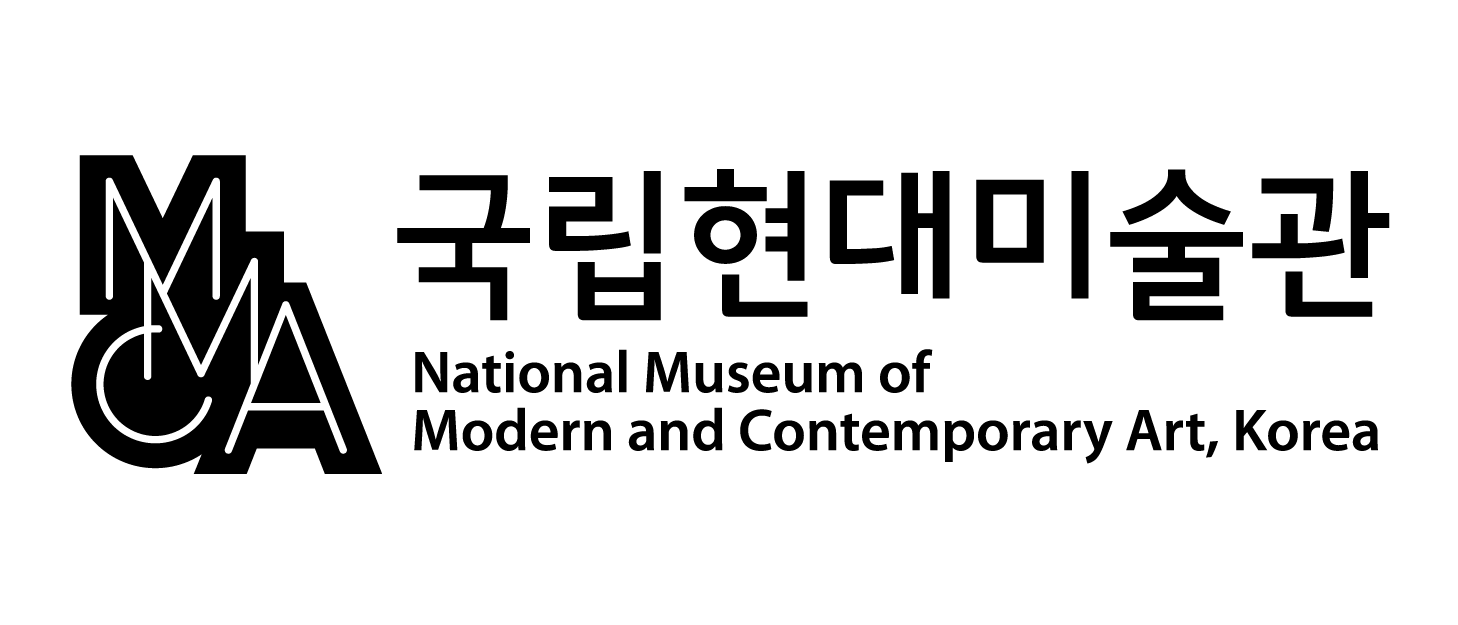 MMCA
국립현대미술관
National Museum of
Modern and Contemporary Art, Korea